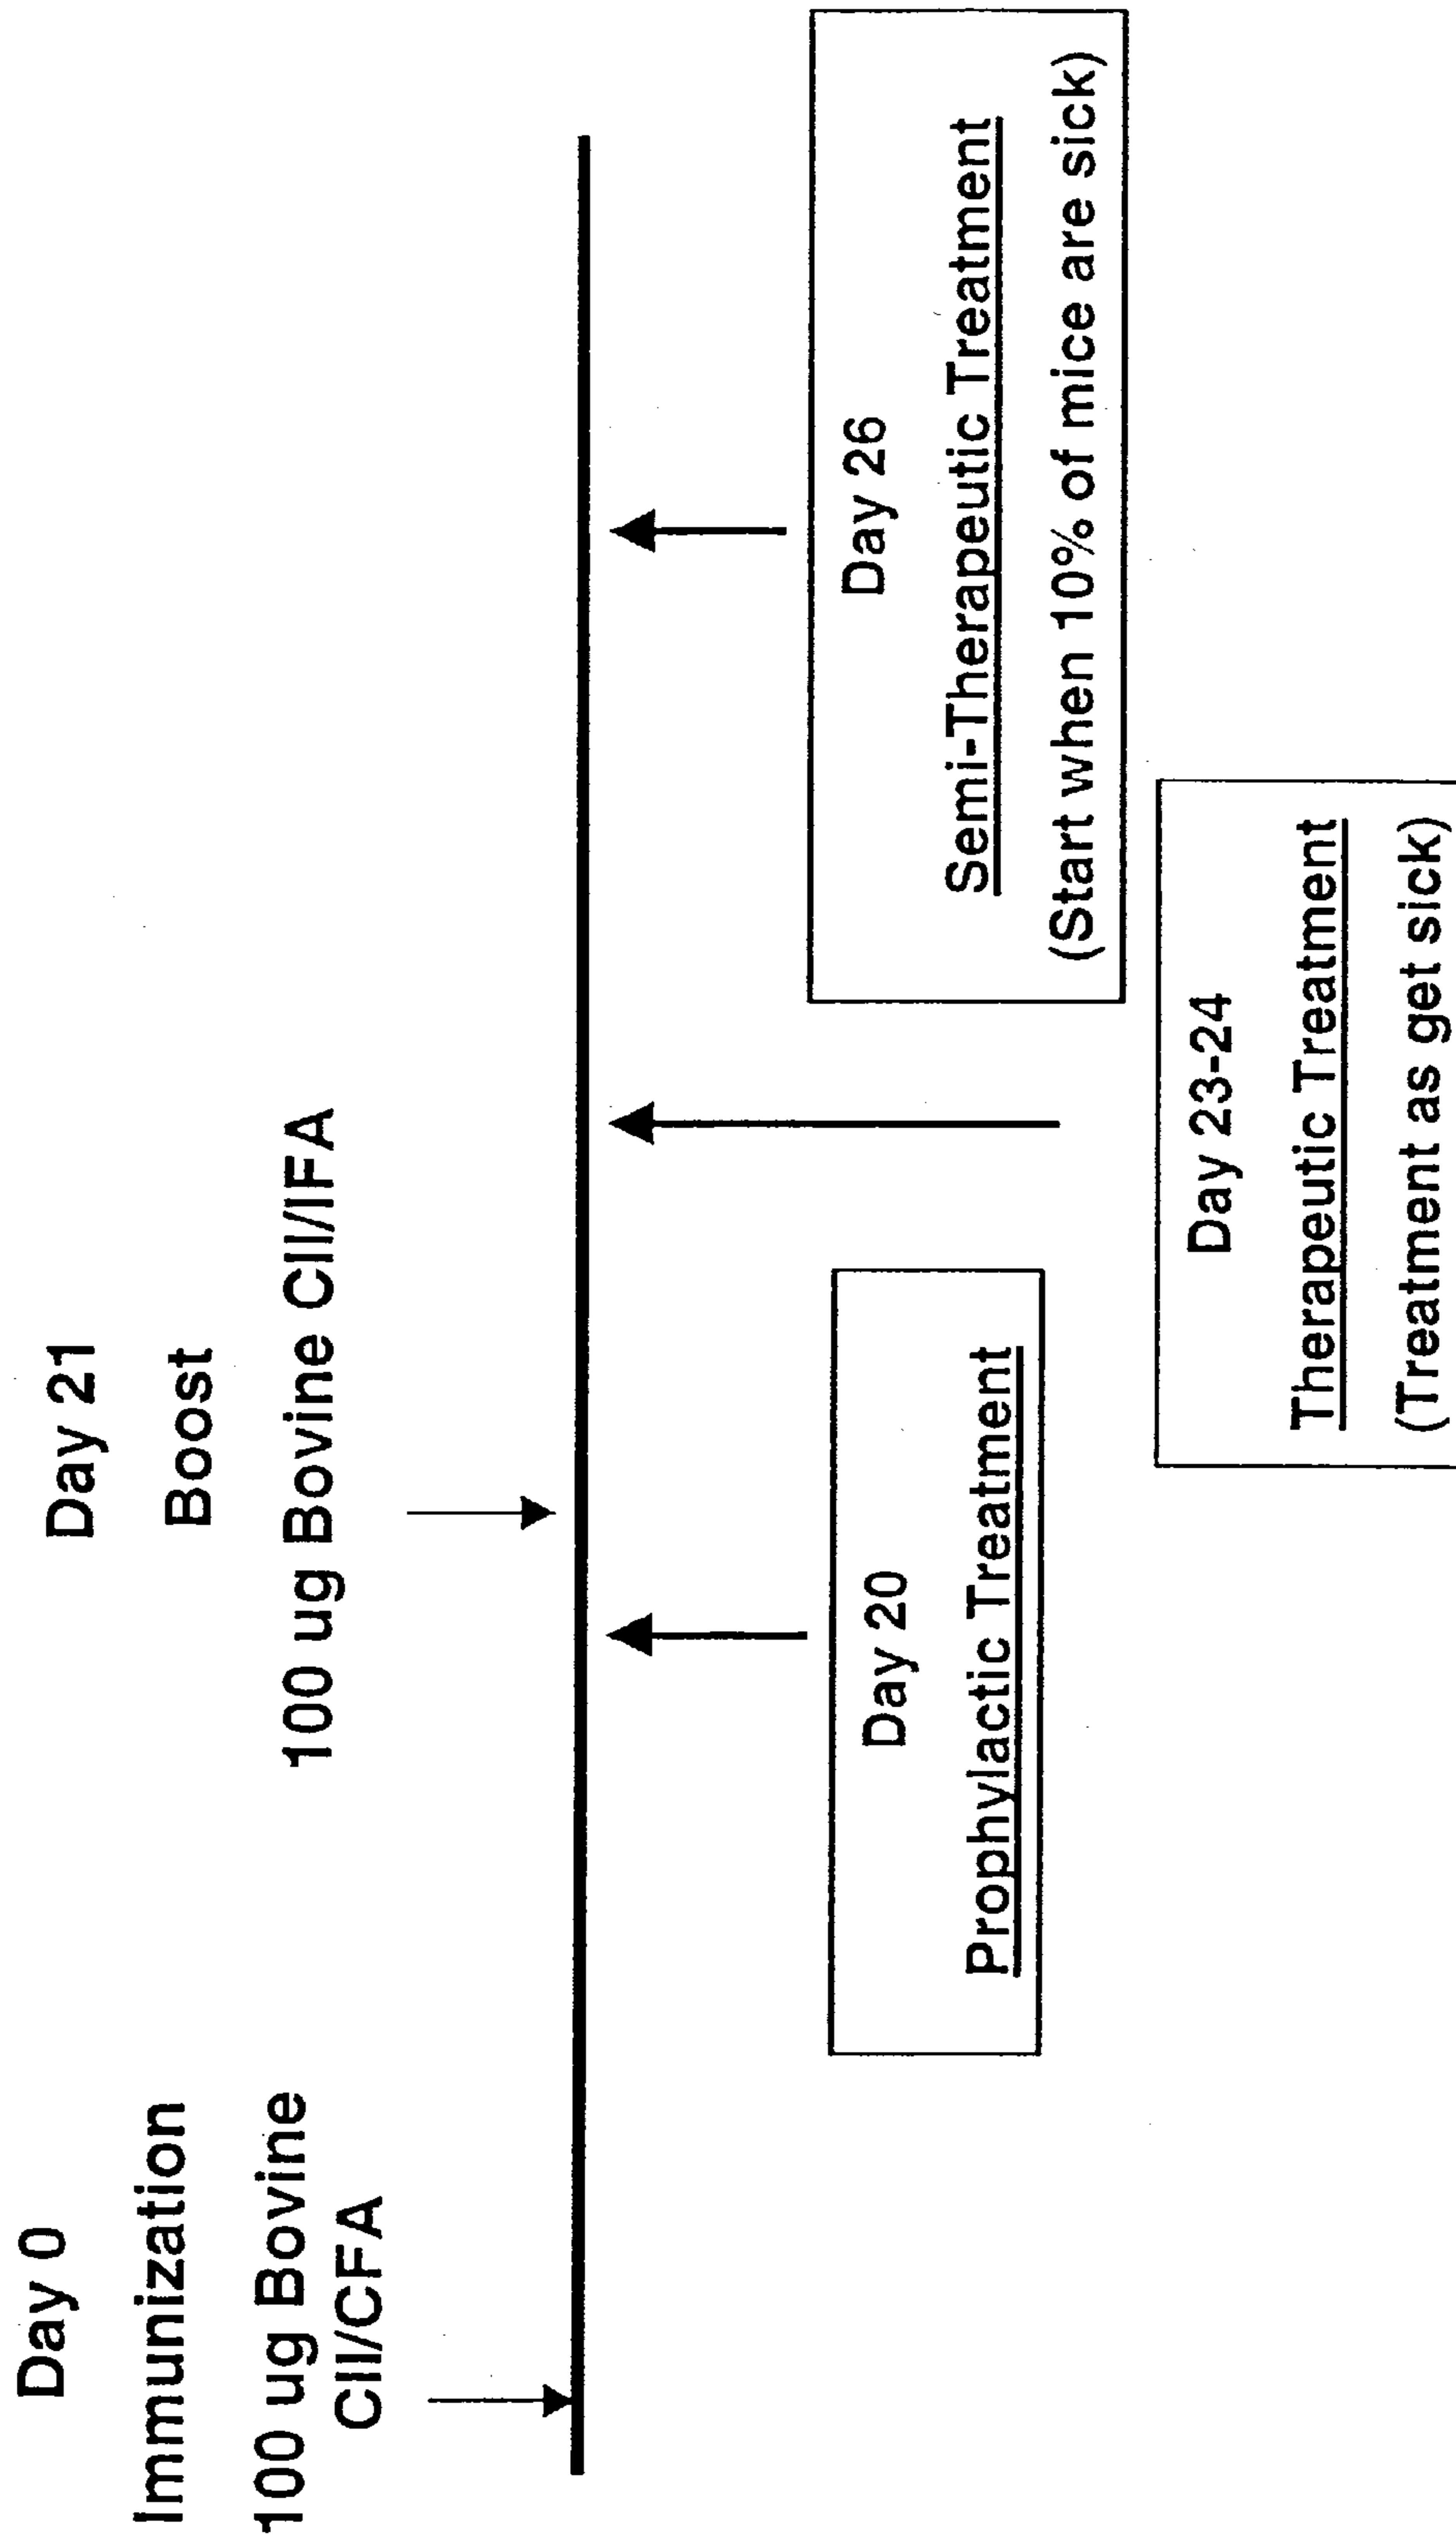 Day 0
Immunization
100 ug Bovine
CII/CFA
Day 21
Boost
100 ug Bovine CII/IFA
Day 20
Prophylactic Treatment
Day 23-24
Therapeutic Treatment
(Treatment as get sick)
Day 26
Semi-Therapeutic Treatment
(Start when 10% of mice are sick)